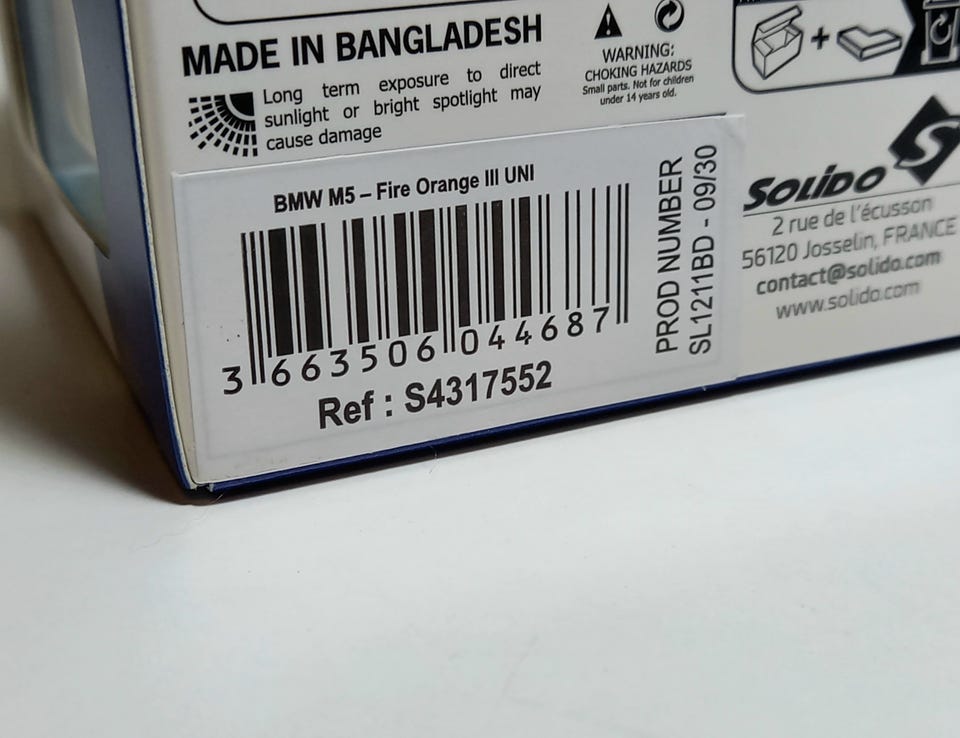 MADE IN BANGLADESH
Long term exposure to direct
sunlight or bright spotlight may
cause damage
WARNING:
CHOKING HAZARDS
Small parts. Not for children
under 14 years old.
BMW M5 – Fire Orange III UNI
3 663506 044687
Ref : S4317552
PROD NUMBER
SL1211BD - 09/30
SOLIDO
2 rue de l'écusson
56120 Josselin, FRANCE
contact@solido.com
www.solido.com